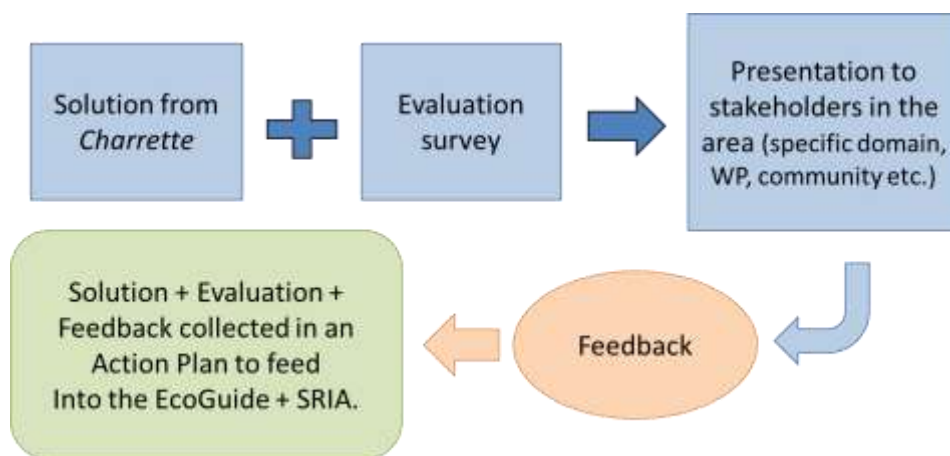 Solution from
Charrette
Evaluation
survey
Presentation to
stakeholders in the
area (specific domain,
WP, community etc.)
Feedback
Solution + Evaluation +
Feedback collected in an
Action Plan to feed
Into the EcoGuide + SRIA.